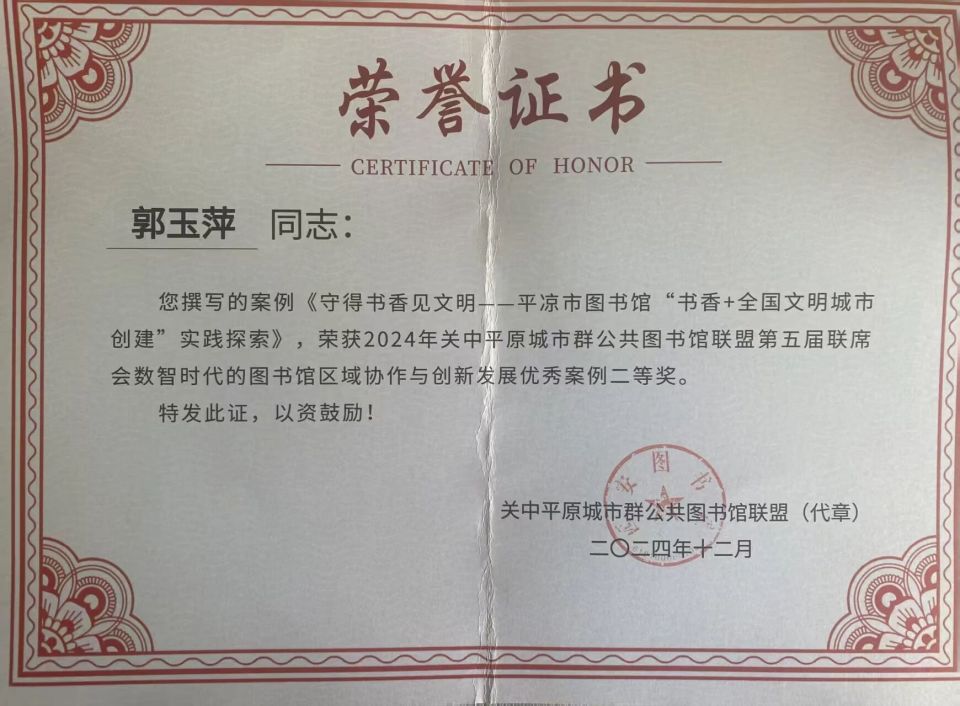 荣誉证书
CERTIFICATE OF HONOR
郭玉萍 同志：
您撰写的案例《守得书香见文明——平凉市图书馆“书香+全国文明城市
创建”实践探索》，荣获2024年关中平原城市群公共图书馆联盟第五届联席
会数智时代的图书馆区域协作与创新发展优秀案例二等奖。
特发此证，以资鼓励！
安图书
关中平原城市群公共图书馆联盟（代章）
二〇二四年十二月